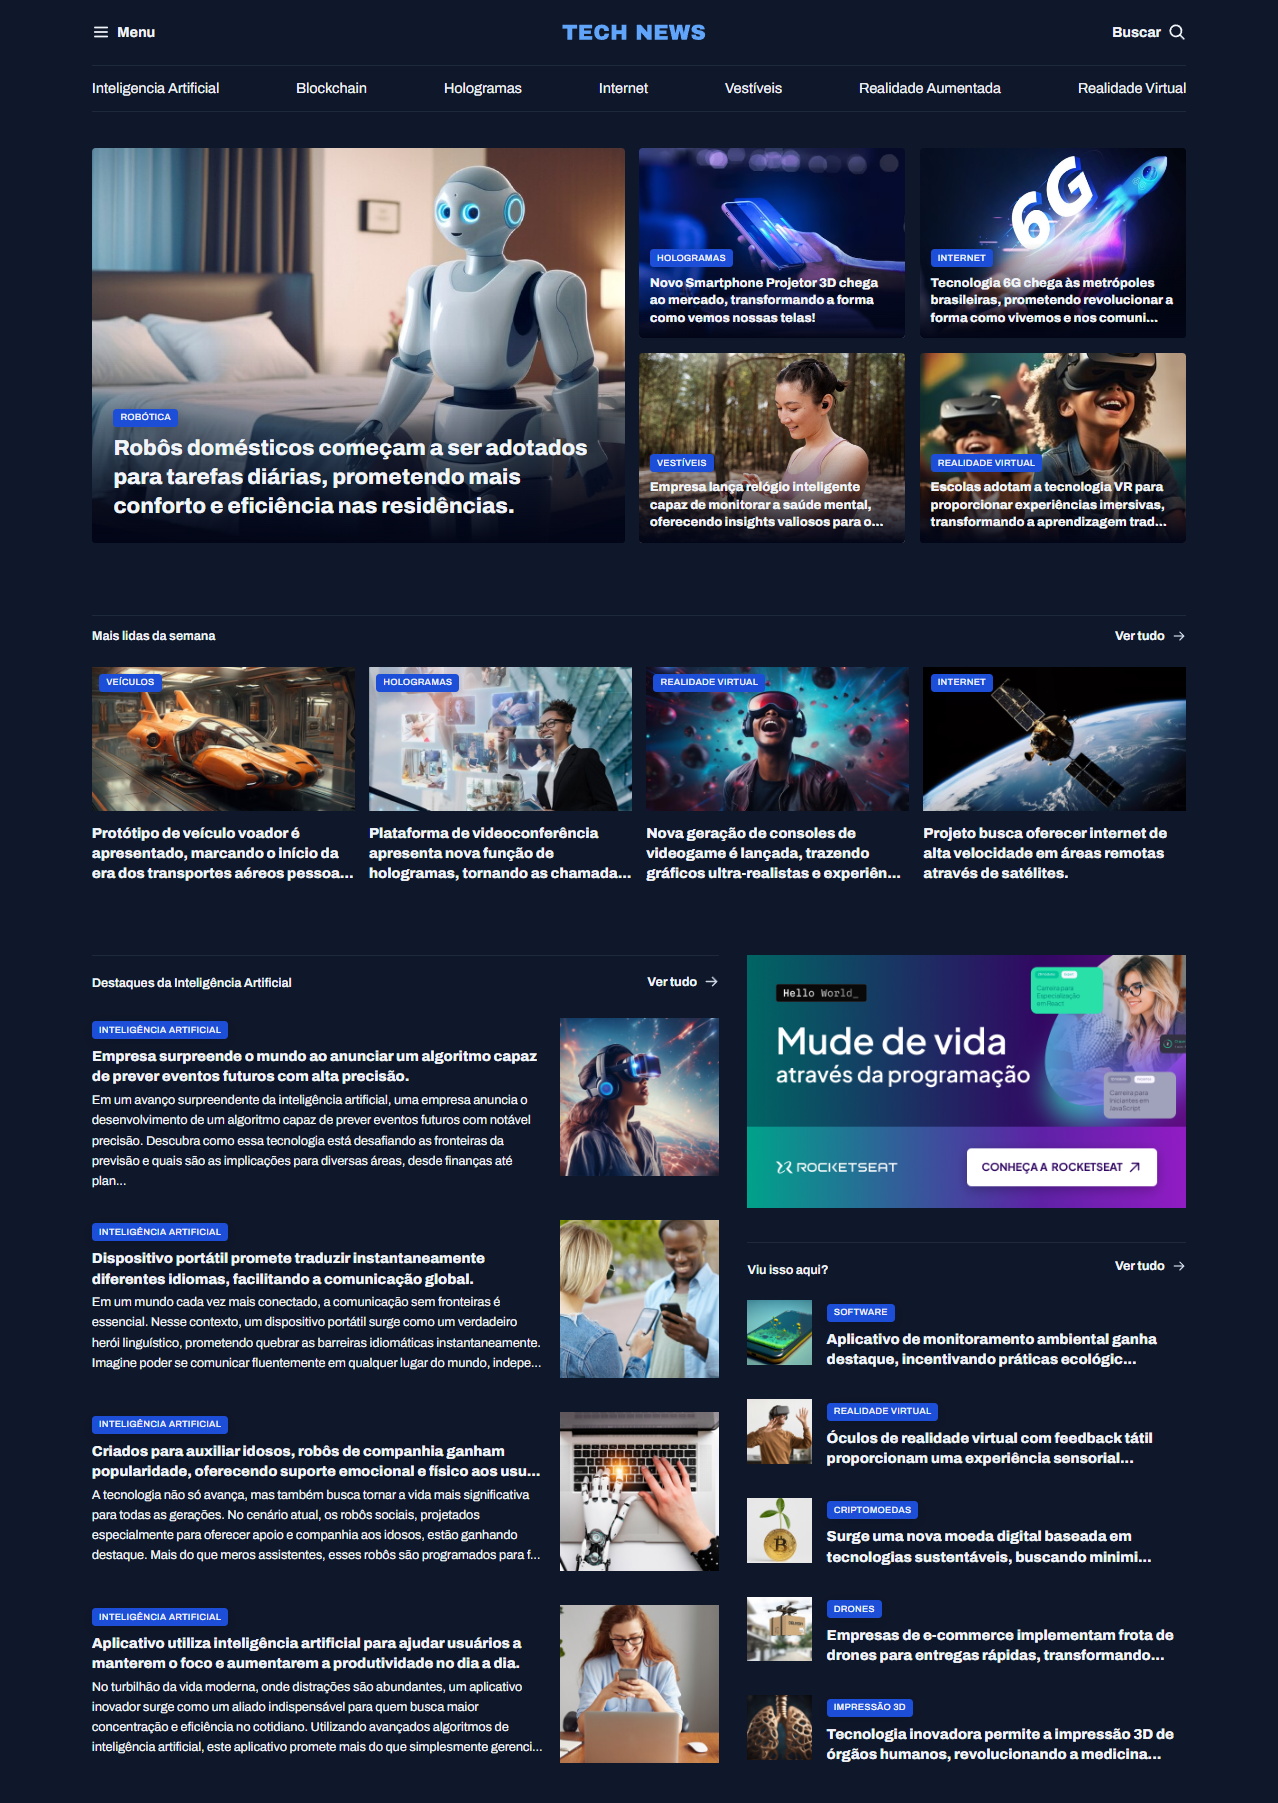 Menu
TECH NEWS
Buscar
Inteligencia Artificial
Blockchain
Hologramas
Internet
Vestíveis
Realidade Aumentada
Realidade Virtual
ROBÓTICA
Robôs domésticos começam a ser adotados
para tarefas diárias, prometendo mais
conforto e eficiência nas residências.
HOLOGRAMAS
Novo Smartphone Projetor 3D chega
ao mercado, transformando a forma
como vemos nossas telas!
6G
INTERNET
Tecnologia 6G chega às metrópoles
brasileiras, prometendo revolucionar a
forma como vivemos e nos comuni...
VESTÍVEIS
Empresa lança relógio inteligente
capaz de monitorar a saúde mental,
oferecendo insights valiosos para o...
REALIDADE VIRTUAL
Escolas adotam a tecnologia VR para
proporcionar experiências imersivas,
transformando a aprendizagem trad...
Mais lidas da semana
Ver tudo
VEÍCULOS
Protótipo de veículo voador é
apresentado, marcando o início da
era dos transportes aéreos pessoa...
HOLOGRAMAS
Plataforma de videoconferência
apresenta nova função de
hologramas, tornando as chamada...
REALIDADE VIRTUAL
Nova geração de consoles de
videogame é lançada, trazendo
gráficos ultra-realistas e experiên...
INTERNET
Projeto busca oferecer internet de
alta velocidade em áreas remotas
através de satélites.
Destaques da Inteligência Artificial
Ver tudo
INTELIGÊNCIA ARTIFICIAL
Empresa surpreende o mundo ao anunciar um algoritmo capaz
de prever eventos futuros com alta precisão.
Em um avanço surpreendente da inteligência artificial, uma empresa anuncia o
desenvolvimento de um algoritmo capaz de prever eventos futuros com notável
precisão. Descubra como essa tecnologia está desafiando as fronteiras da
previsão e quais são as implicações para diversas áreas, desde finanças até
plan...
INTELIGÊNCIA ARTIFICIAL
Dispositivo portátil promete traduzir instantaneamente
diferentes idiomas, facilitando a comunicação global.
Em um mundo cada vez mais conectado, a comunicação sem fronteiras é
essencial. Nesse contexto, um dispositivo portátil surge como um verdadeiro
herói linguístico, prometendo quebrar as barreiras idiomáticas instantaneamente.
Imagine poder se comunicar fluentemente em qualquer lugar do mundo, indepe...
INTELIGÊNCIA ARTIFICIAL
Criados para auxiliar idosos, robôs de companhia ganham
popularidade, oferecendo suporte emocional e físico aos usu...
A tecnologia não só avança, mas também busca tornar a vida mais significativa
para todas as gerações. No cenário atual, os robôs sociais, projetados
especialmente para oferecer apoio e companhia aos idosos, estão ganhando
destaque. Mais do que meros assistentes, esses robôs são programados para f...
INTELIGÊNCIA ARTIFICIAL
Aplicativo utiliza inteligência artificial para ajudar usuários a
manterem o foco e aumentarem a produtividade no dia a dia.
No turbilhão da vida moderna, onde distrações são abundantes, um aplicativo
inovador surge como um aliado indispensável para quem busca maior
concentração e eficiência no cotidiano. Utilizando avançados algoritmos de
inteligência artificial, este aplicativo promete mais do que simplesmente gerenci...
Hello World_
Mude de vida
através da programação
Carreira para
Especialização
em React
Carreira para
Iniciantes em
JavaScript
ROCKETSEAT
CONHEÇA A ROCKETSEAT
Viu isso aqui?
Ver tudo
SOFTWARE
Aplicativo de monitoramento ambiental ganha
destaque, incentivando práticas ecológic...
REALIDADE VIRTUAL
Óculos de realidade virtual com feedback tátil
proporcionam uma experiência sensorial...
CRIPTOMOEDAS
Surge uma nova moeda digital baseada em
tecnologias sustentáveis, buscando minimi...
DRONES
Empresas de e-commerce implementam frota de
drones para entregas rápidas, transformando...
IMPRESSÃO 3D
Tecnologia inovadora permite a impressão 3D de
órgãos humanos, revolucionando a medicina...